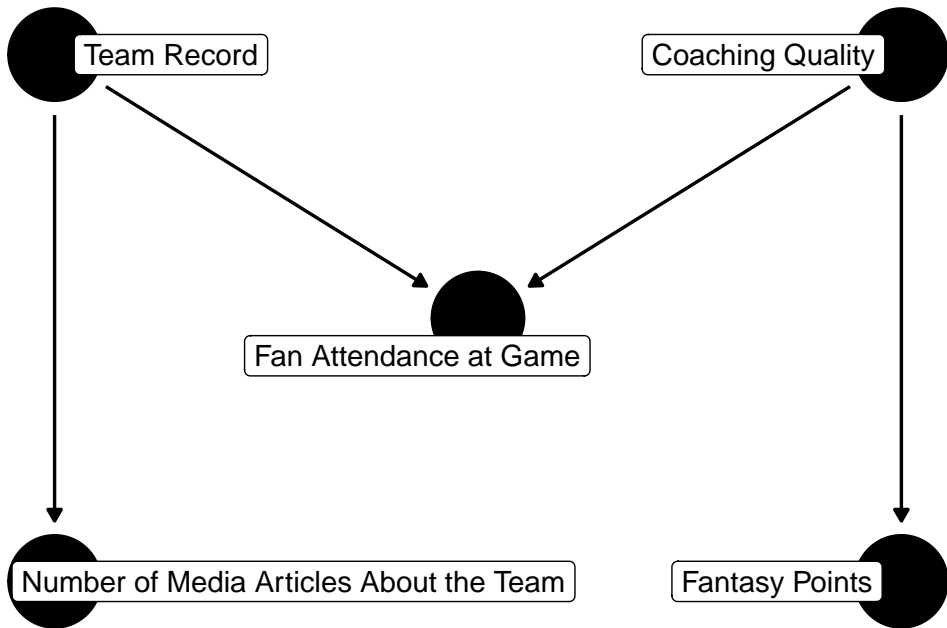 Team Record
Coaching Quality
Fan Attendance at Game
Number of Media Articles About the Team
Fantasy Points